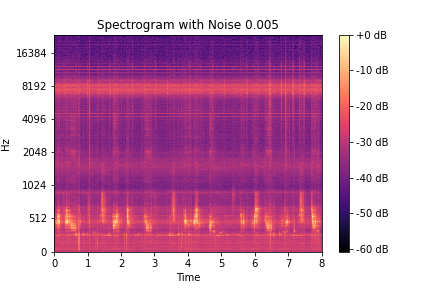 Spectrogram with Noise 0.005
Hz
16384
8192
4096
2048
1024
512
0
0 1 2 3 4 5 6 7 8
Time
+0 dB
-10 dB
-20 dB
-30 dB
-40 dB
-50 dB
-60 dB